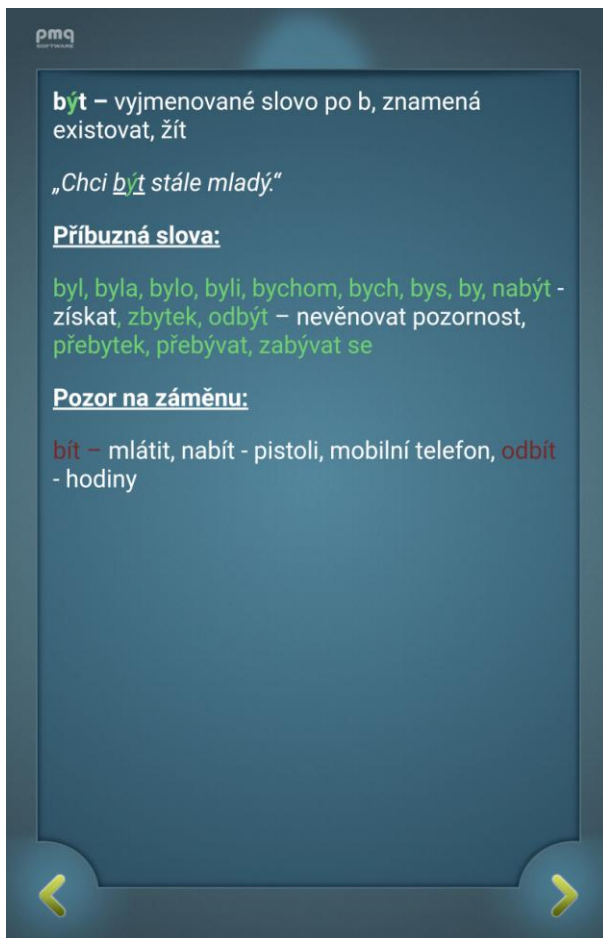 pmq
SOFTWARE
být – vyjmenované slovo po b, znamená
existovat, žít
„Chci být stále mladý.“
Příbuzná slova:
byl, byla, bylo, byli, bychom, bych, bys, by, nabýt -
získat, zbytek, odbýt – nevěnovat pozornost,
přebytek, přebývat, zabývat se
Pozor na záměnu:
bít – mlátit, nabít - pistoli, mobilní telefon, odbít
- hodiny